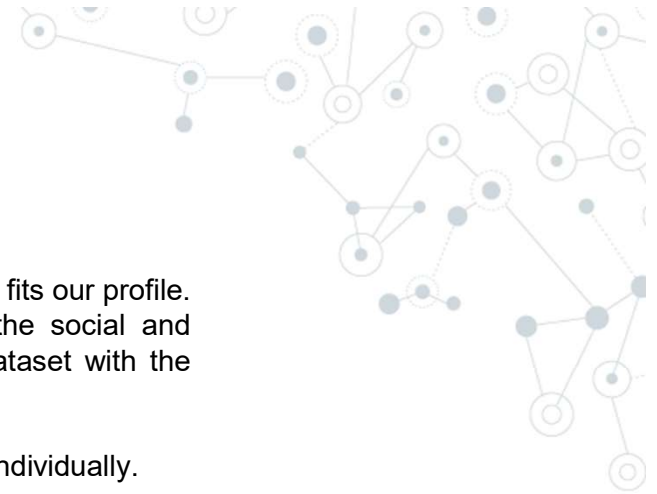 fits our profile.
the social and
ataset with the
ndividually.